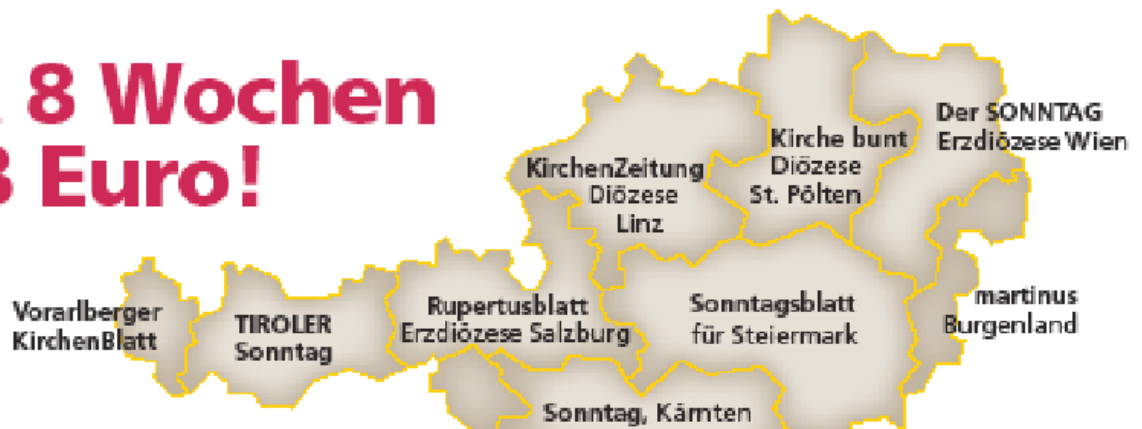 8 Wochen
Euro!
Der SONNTAG
Erzdiözese Wien
Kirche bunt
Diözese
St. Pölten
KirchenZeitung
Diözese
Linz
Vorarlberger
KirchenBlatt
TIROLER
Sonntag
Rupertusblatt
Erzdiözese Salzburg
Sonntagsblatt
für Steiermark
martinus
Burgenland
Sonntag, Kärnten